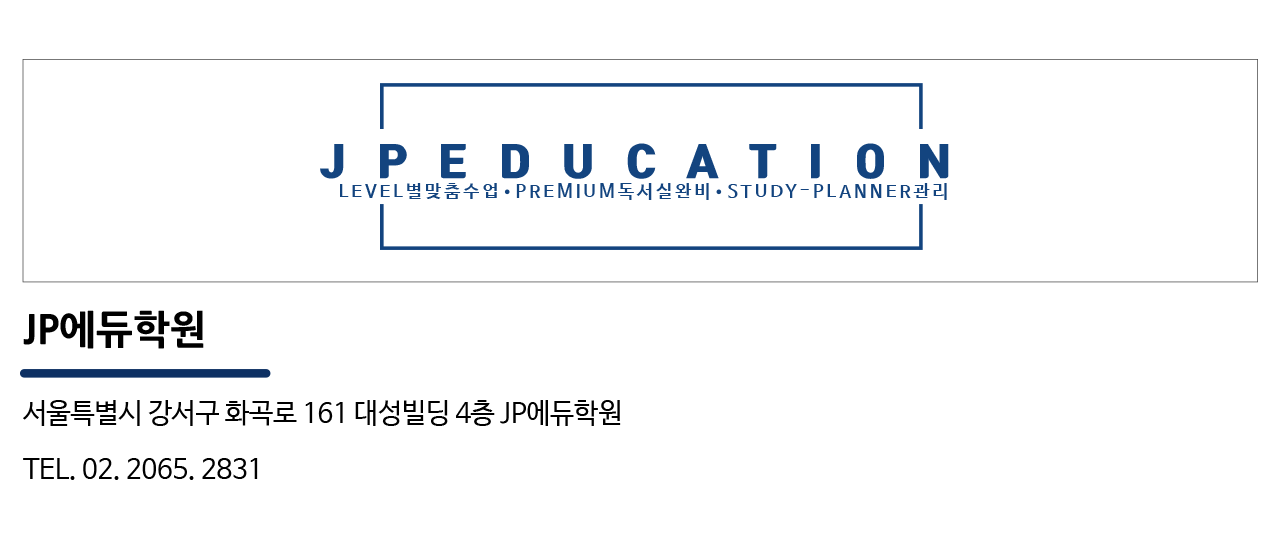 JPEDUCATION
LEVEL별맞춤수업•PREMIUM독서실완비•STUDY-PLANNER관리
JP에듀학원
서울특별시 강서구 화곡로 161 대성빌딩 4층 JP에듀학원
TEL. 02. 2065. 2831